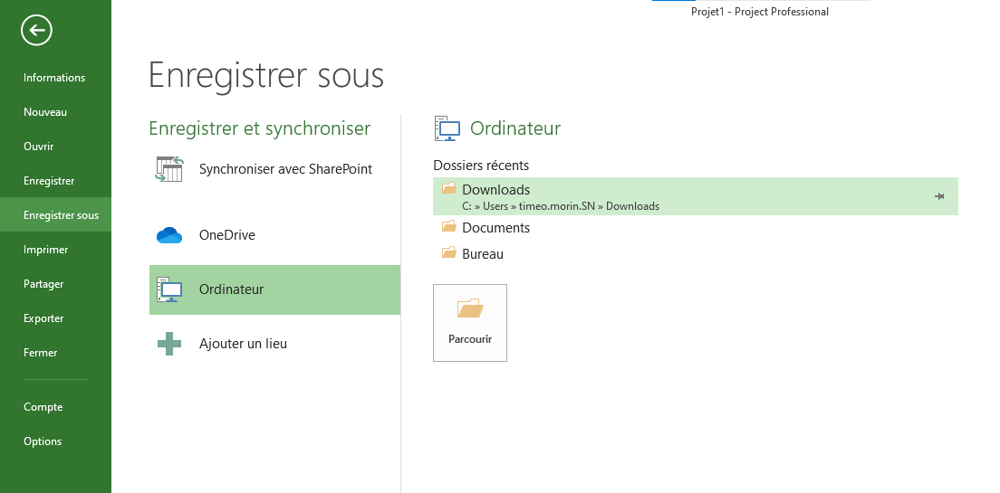 Projet1 - Project Professional
Informations
Nouveau
Ouvrir
Enregistrer
Enregistrer sous
Imprimer
Partager
Exporter
Fermer
Compte
Options
Enregistrer sous
Enregistrer et synchroniser
Synchroniser avec SharePoint
OneDrive
Ordinateur
Ajouter un lieu
Ordinateur
Dossiers récents
Downloads
C: » Users » timeo.morin.SN » Downloads
Documents
Bureau
Parcourir